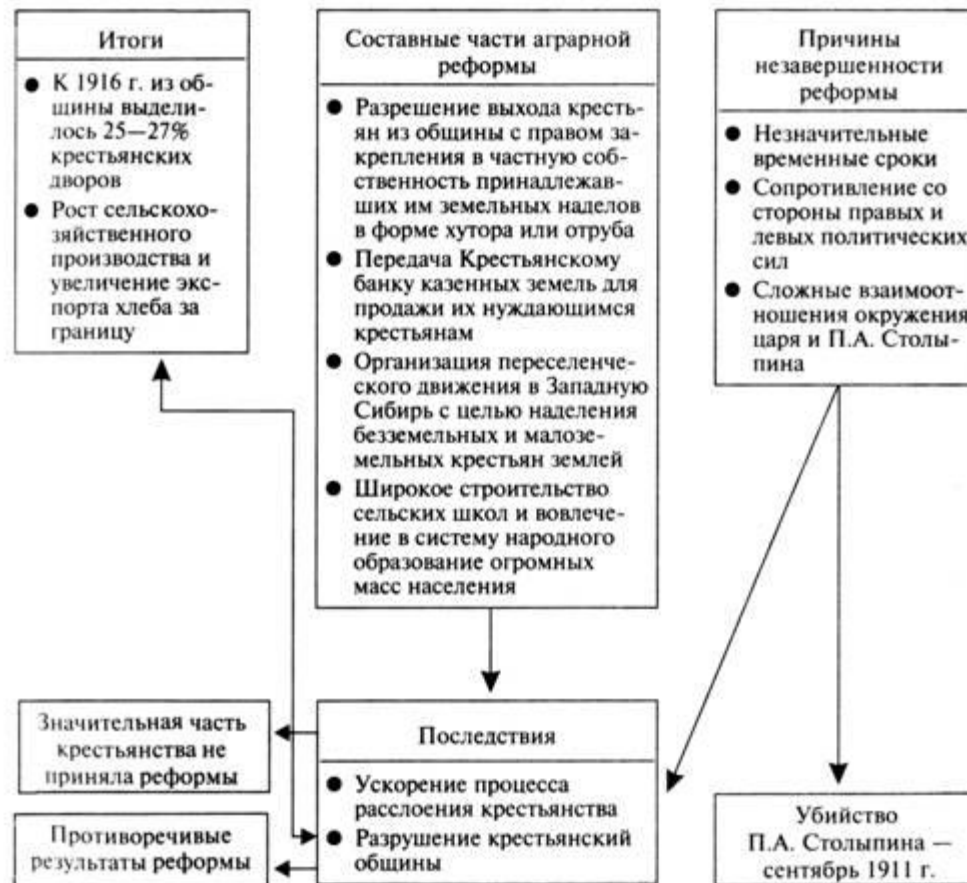 Итоги
● К 1916 г. из об-
щины выдели-
лось 25—27%
крестьянских
дворов
● Рост сельскохо-
зяйственного
производства и
увеличение экс-
порта хлеба за
границу
Составные части аграрной
реформы
● Разрешение выхода кресть-
ян из общины с правом за-
крепления в частную соб-
ственность принадлежав-
ших им земельных наделов
в форме хутора или отруба
● Передача Крестьянскому
банку казенных земель для
продажи их нуждающимся
крестьянам
● Организация переселенче-
ского движения в Западную
Сибирь с целью наделения
безземельных и малозе-
мельных крестьян землей
● Широкое строительство
сельских школ и вовлече-
ние в систему народного
образование огромных
масс населения
Причины
незавершенности
реформы
● Незначительные
временные сроки
● Сопротивление со
стороны правых и
левых политических
сил
● Сложные взаимоот-
ношения окружения
царя и П.А. Столы-
пина
Значительная часть
крестьянства не
приняла реформы
Противоречивые
результаты реформы
Последствия
● Ускорение процесса
расслоения крестьянства
● Разрушение крестьянский
общины
Убийство
П.А. Столыпина —
сентябрь 1911 г.